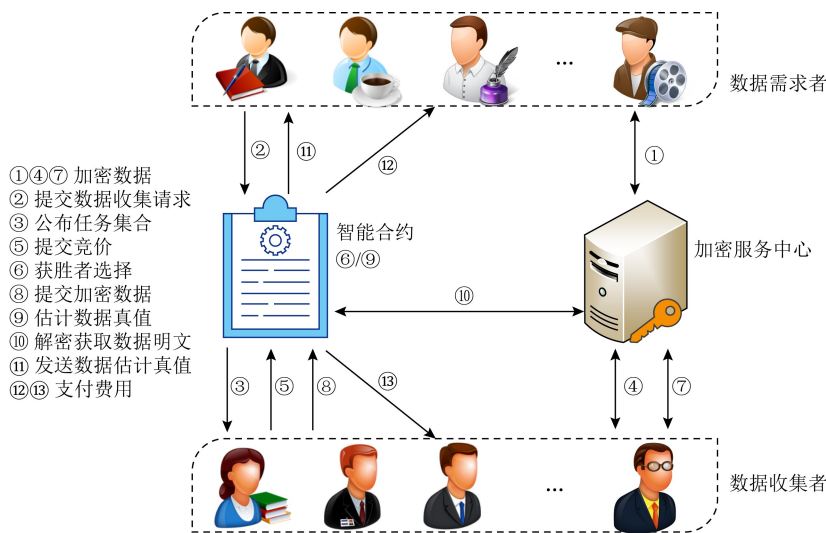 数据需求者
②
⑪
⑫
①
①④⑦ 加密数据
② 提交数据收集请求
③ 公布任务集合
⑤ 提交竞价
⑥ 获胜者选择
⑧ 提交加密数据
⑨ 估计数据真值
⑩ 解密获取数据明文
⑪ 发送数据估计真值
⑫⑬ 支付费用
智能合约
⑥/⑨
加密服务中心
⑩
③
⑤
⑧
⑬
④
⑦
数据收集者